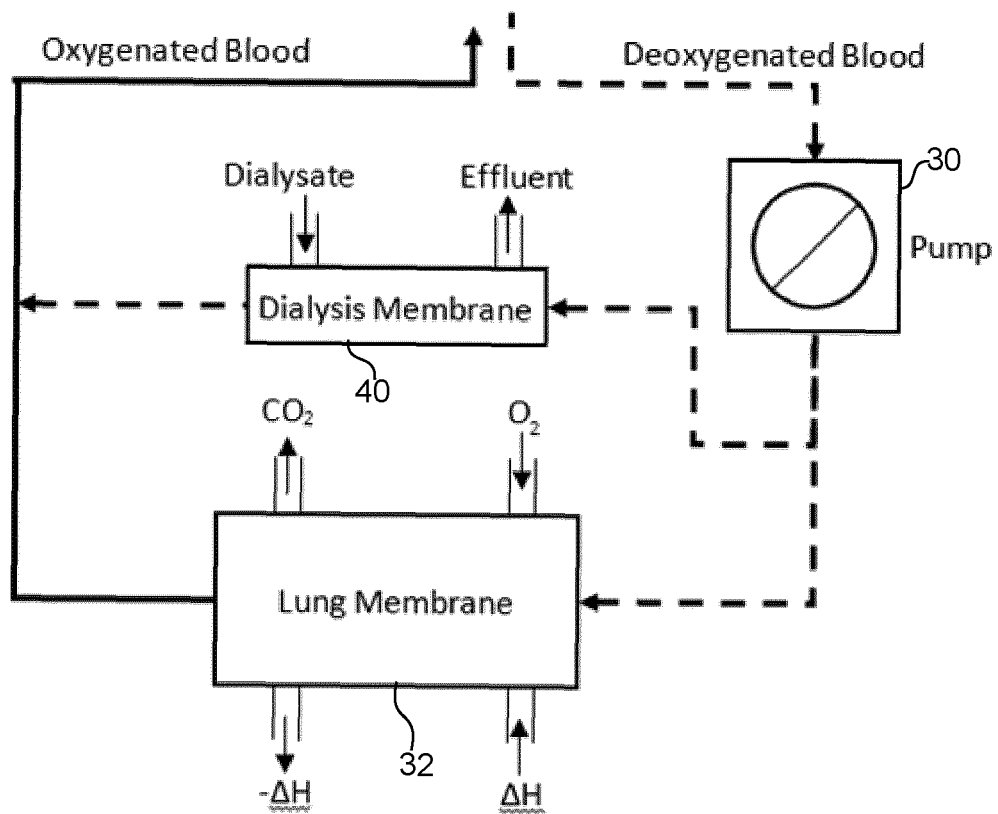 Oxygenated Blood
Deoxygenated Blood
30
Dialysate
Effluent
Pump
Dialysis Membrane
40
CO₂
O₂
Lung Membrane
32
-ΔH
ΔH